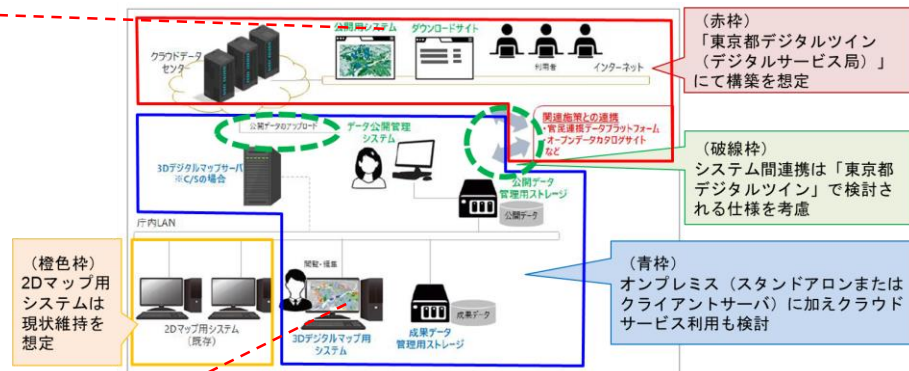 公開用システム
ダウンロードサイト
クラウドデータ
センタ
利用者
インターネット
(赤枠)
「東京都デジタルツイン
(デジタルサービス局)」
にて構築を想定
関連施策との連携
・官民連携データプラットフォーム
・オープンデータカタログサイト
など
公開データのアップロード
データ公開管理
システム
3Dデジタルマップサーバ
※C/Sの場合
公開データ
管理用ストレージ
公開データ
(破線枠)
システム間連携は「東京都
デジタルツイン」で検討さ
れる仕様を考慮
庁内LAN
(橙色枠)
2Dマップ用
システムは
現状維持を
想定
閲覧・編集
2Dマップ用システム
(既存)
3Dデジタルマップ用
システム
成果データ
管理用ストレージ
成果データ
(青枠)
オンプレミス(スタンドアロンまたは
クライアントサーバ)に加えクラウド
サービス利用も検討